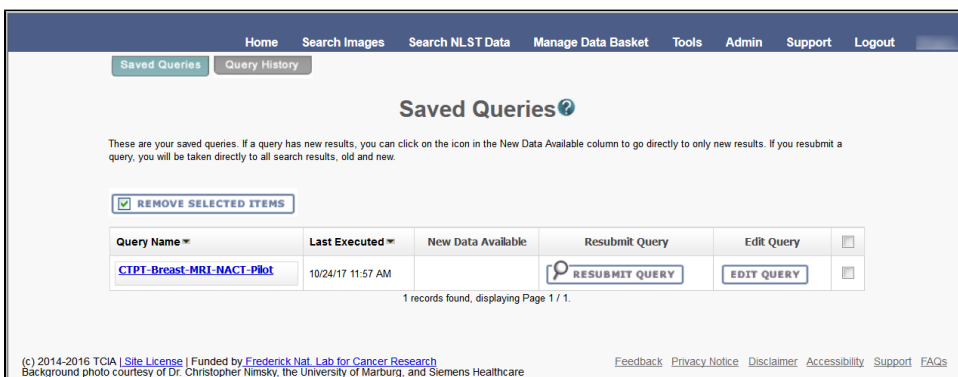 Home Search Images Search NLST Data Manage Data Basket Tools Admin Support Logout
Saved Queries Query History
Saved Queries?
These are your saved queries. If a query has new results, you can click on the icon in the New Data Available column to go directly to only new results. If you resubmit a
query, you will be taken directly to all search results, old and new.
REMOVE SELECTED ITEMS
Query Name Last Executed New Data Available Resubmit Query Edit Query
CTPT-Breast-MRI-NACT-Pilot 10/24/17 11:57 AM RESUBMIT QUERY EDIT QUERY
1 records found, displaying Page 1 / 1.
(c) 2014-2016 TCIA | Site License | Funded by Frederick Nat. Lab for Cancer Research Feedback Privacy Notice Disclaimer Accessibility Support FAQs
Background photo courtesy of Dr. Christopher Nimsky, the University of Marburg, and Siemens Healthcare